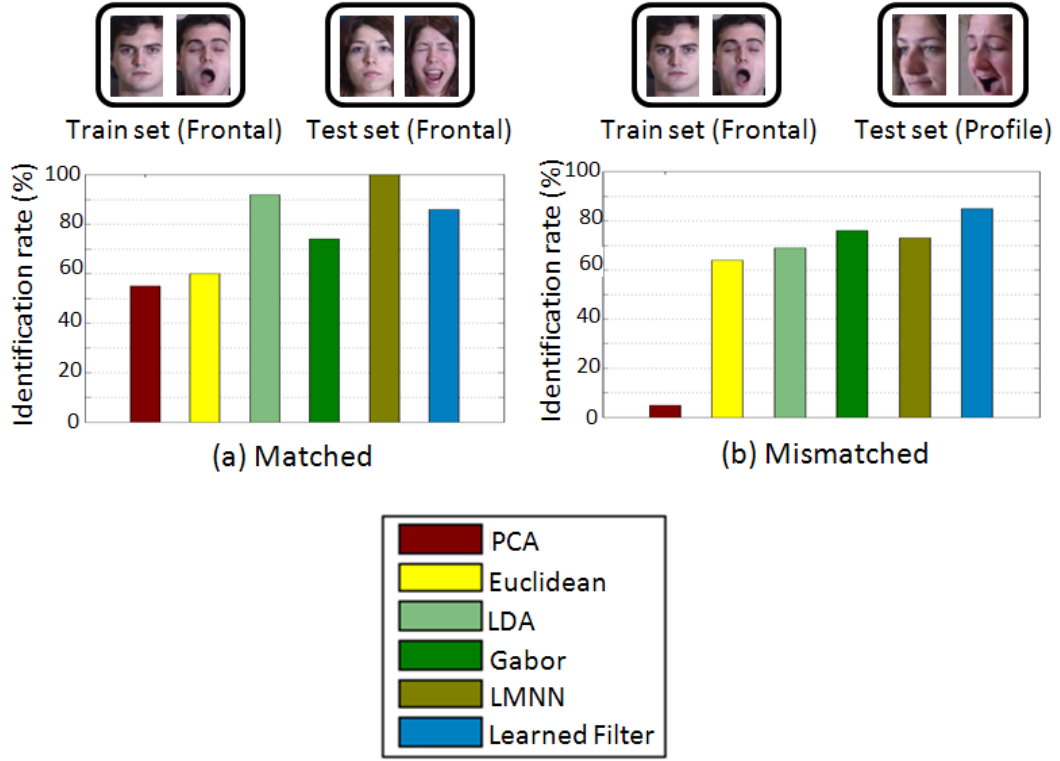 Train set (Frontal)
Test set (Frontal)
Train set (Frontal)
Test set (Profile)
Identification rate (%)
100
80
60
40
20
0
(a) Matched
Identification rate (%)
100
80
60
40
20
0
(b) Mismatched
PCA
Euclidean
LDA
Gabor
LMNN
Learned Filter